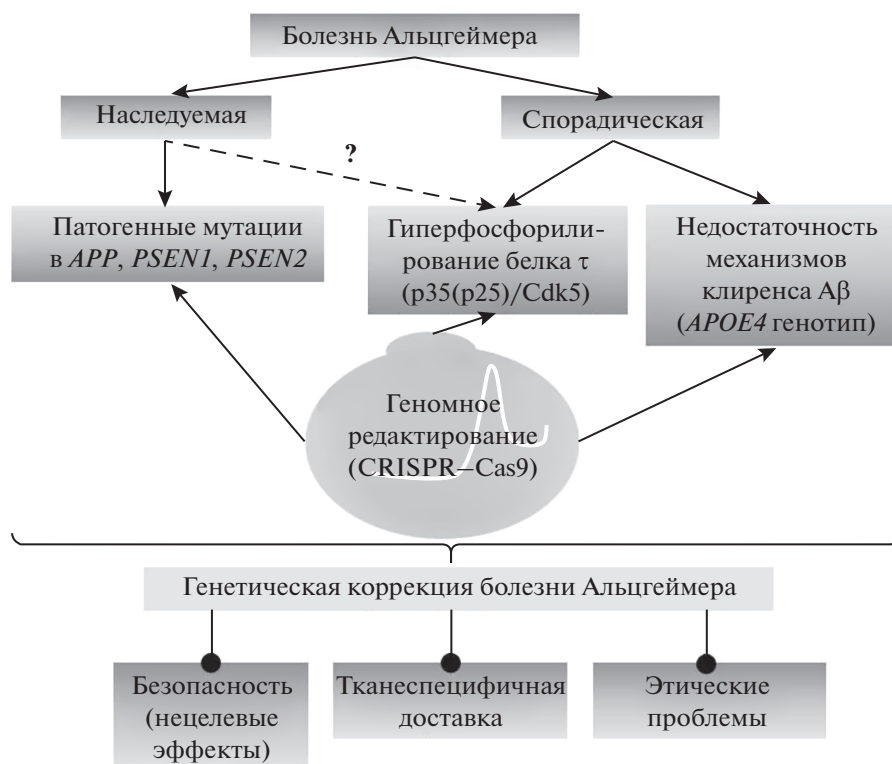 Болезнь Альцгеймера
Наследуемая
Спорадическая
?
Патогенные мутации
в APP, PSEN1, PSEN2
Гиперфосфорили-
рование белка τ
(p35(p25)/Cdk5)
Недостаточность
механизмов
клиренса Aβ
(APOE4 генотип)
Геномное
редактирование
(CRISPR–Cas9)
Генетическая коррекция болезни Альцгеймера
Безопасность
(нецелевые
эффекты)
Тканеспецифичная
доставка
Этические
проблемы